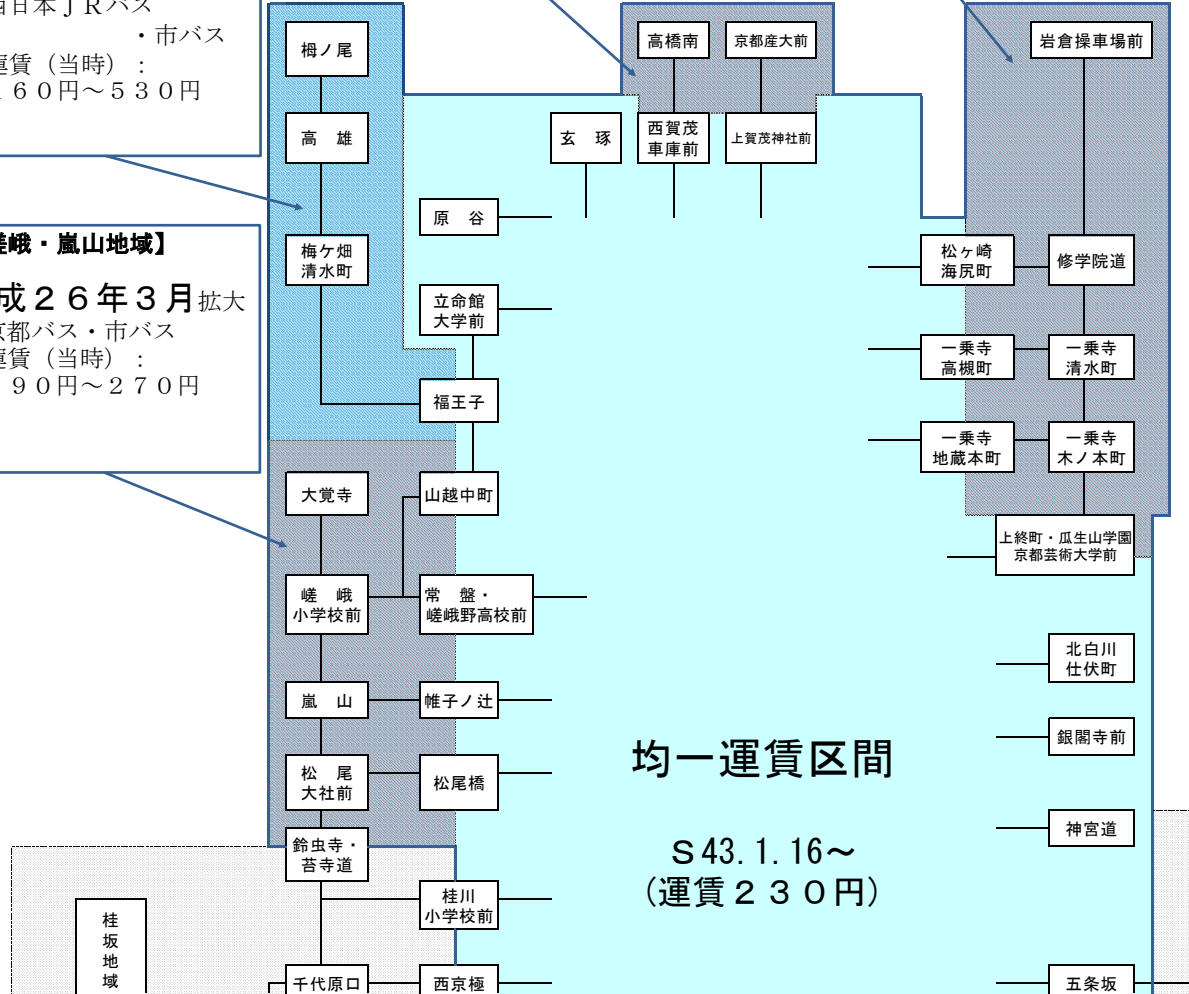 西日本ＪＲバス
・市バス
運賃（当時）：
１６０円～５３０円
嵯峨・嵐山地域】
成２６年３月拡大
京都バス・市バス
運賃（当時）：
９０円～２７０円
栂ノ尾
高　雄
梅ケ畑
清水町
高橋南
京都産大前
岩倉操車場前
玄　琢
西賀茂
車庫前
上賀茂神社前
原　谷
立命館
大学前
福王子
松ヶ崎
海尻町
修学院道
一乗寺
高槻町
一乗寺
清水町
一乗寺
地蔵本町
一乗寺
木ノ本町
大覚寺
山越中町
上終町・瓜生山学園
京都芸術大学前
嵯　峨
小学校前
常　盤・
嵯峨野高校前
北白川
仕伏町
嵐　山
帷子ノ辻
銀閣寺前
均一運賃区間
松　尾
大社前
松尾橋
神宮道
鈴虫寺・
苔寺道
Ｓ43.1.16～
（運賃２３０円）
桂川
小学校前
桂坂地域
千代原口
西京極
五条坂